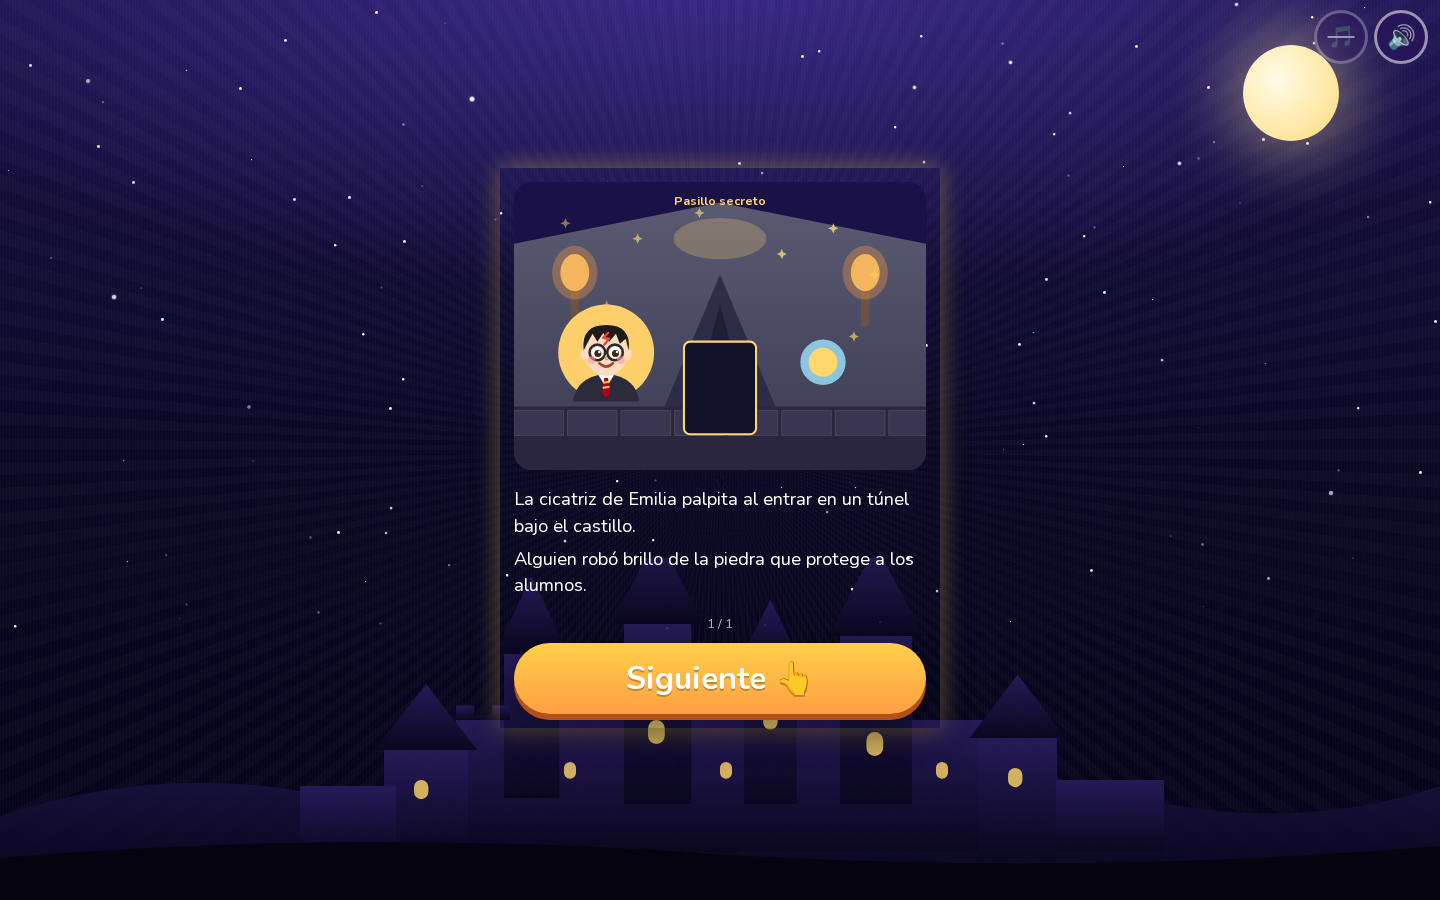 Pasillo secreto
La cicatriz de Emilia palpita al entrar en un túnel
bajo el castillo.
Alguien robó brillo de la piedra que protege a los
alumnos.
1 / 1
Siguiente 👆